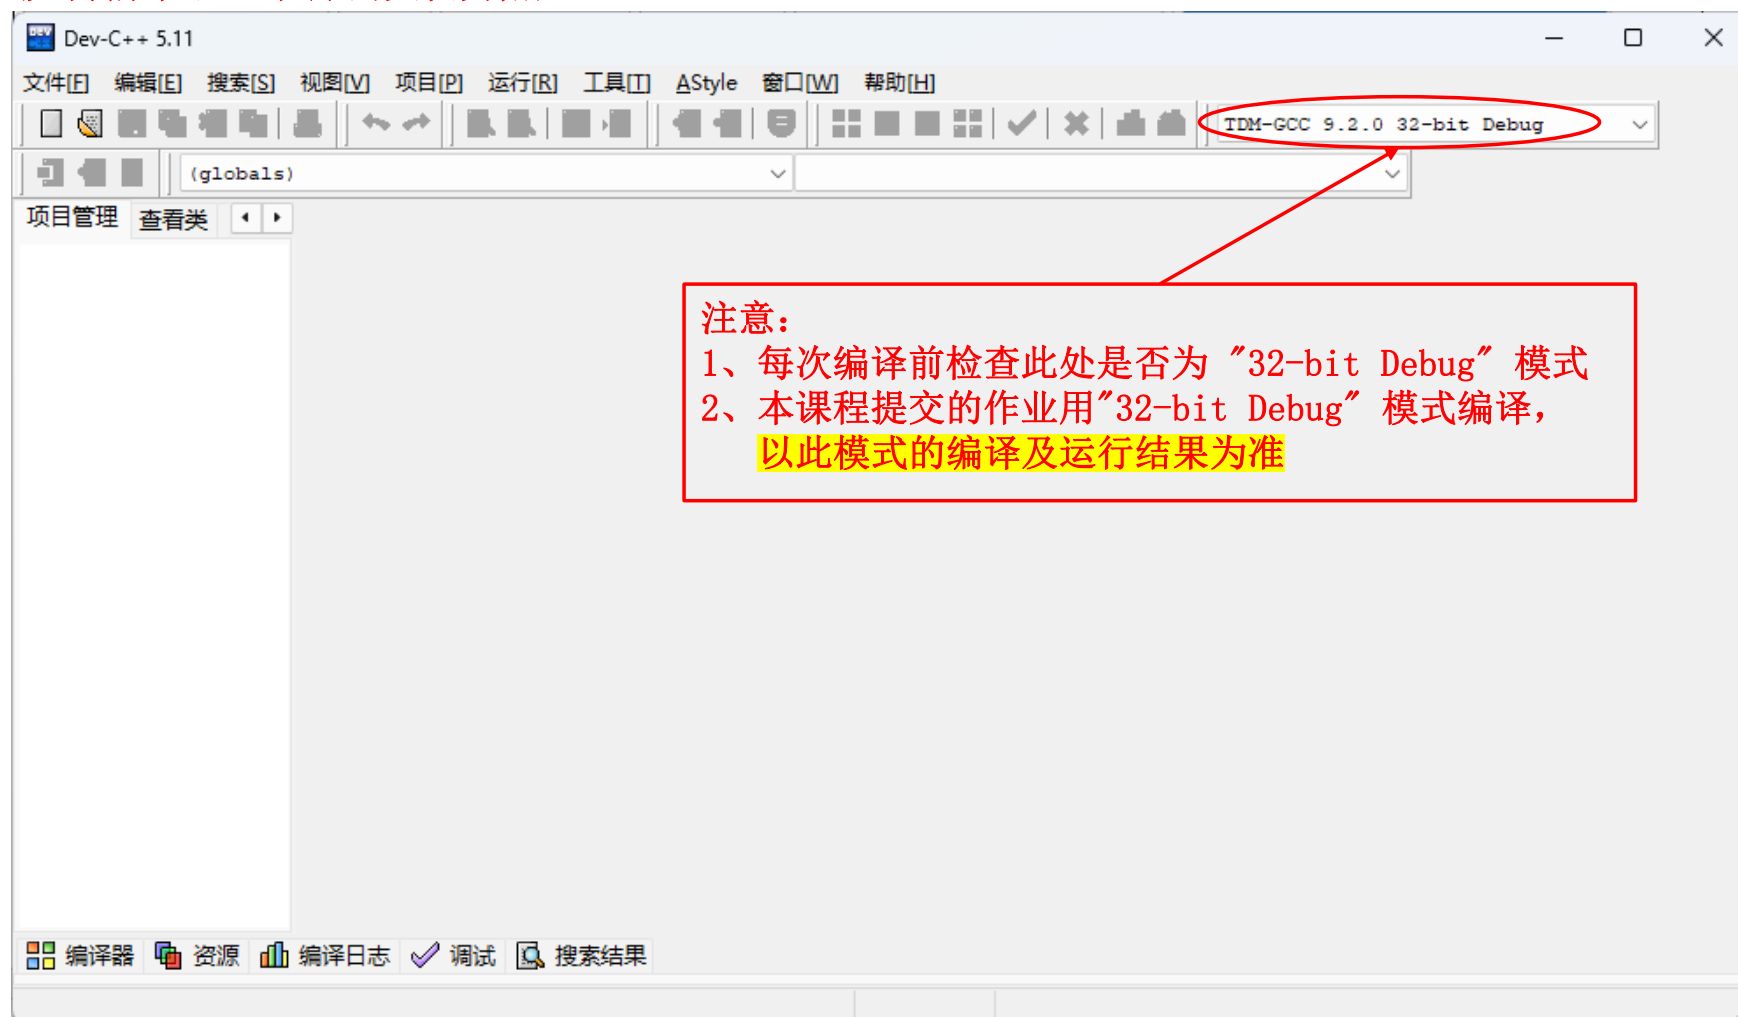 Dev-C++ 5.11
文件[F] 编辑[E] 搜索[S] 视图[V] 项目[P] 运行[R] 工具[T] AStyle 窗口[W] 帮助[H]
TDM-GCC 9.2.0 32-bit Debug
(globals)
项目管理 查看类
注意:
1、每次编译前检查此处是否为 "32-bit Debug" 模式
2、本课程提交的作业用"32-bit Debug" 模式编译,
以此模式的编译及运行结果为准
编译器 资源 编译日志 调试 搜索结果